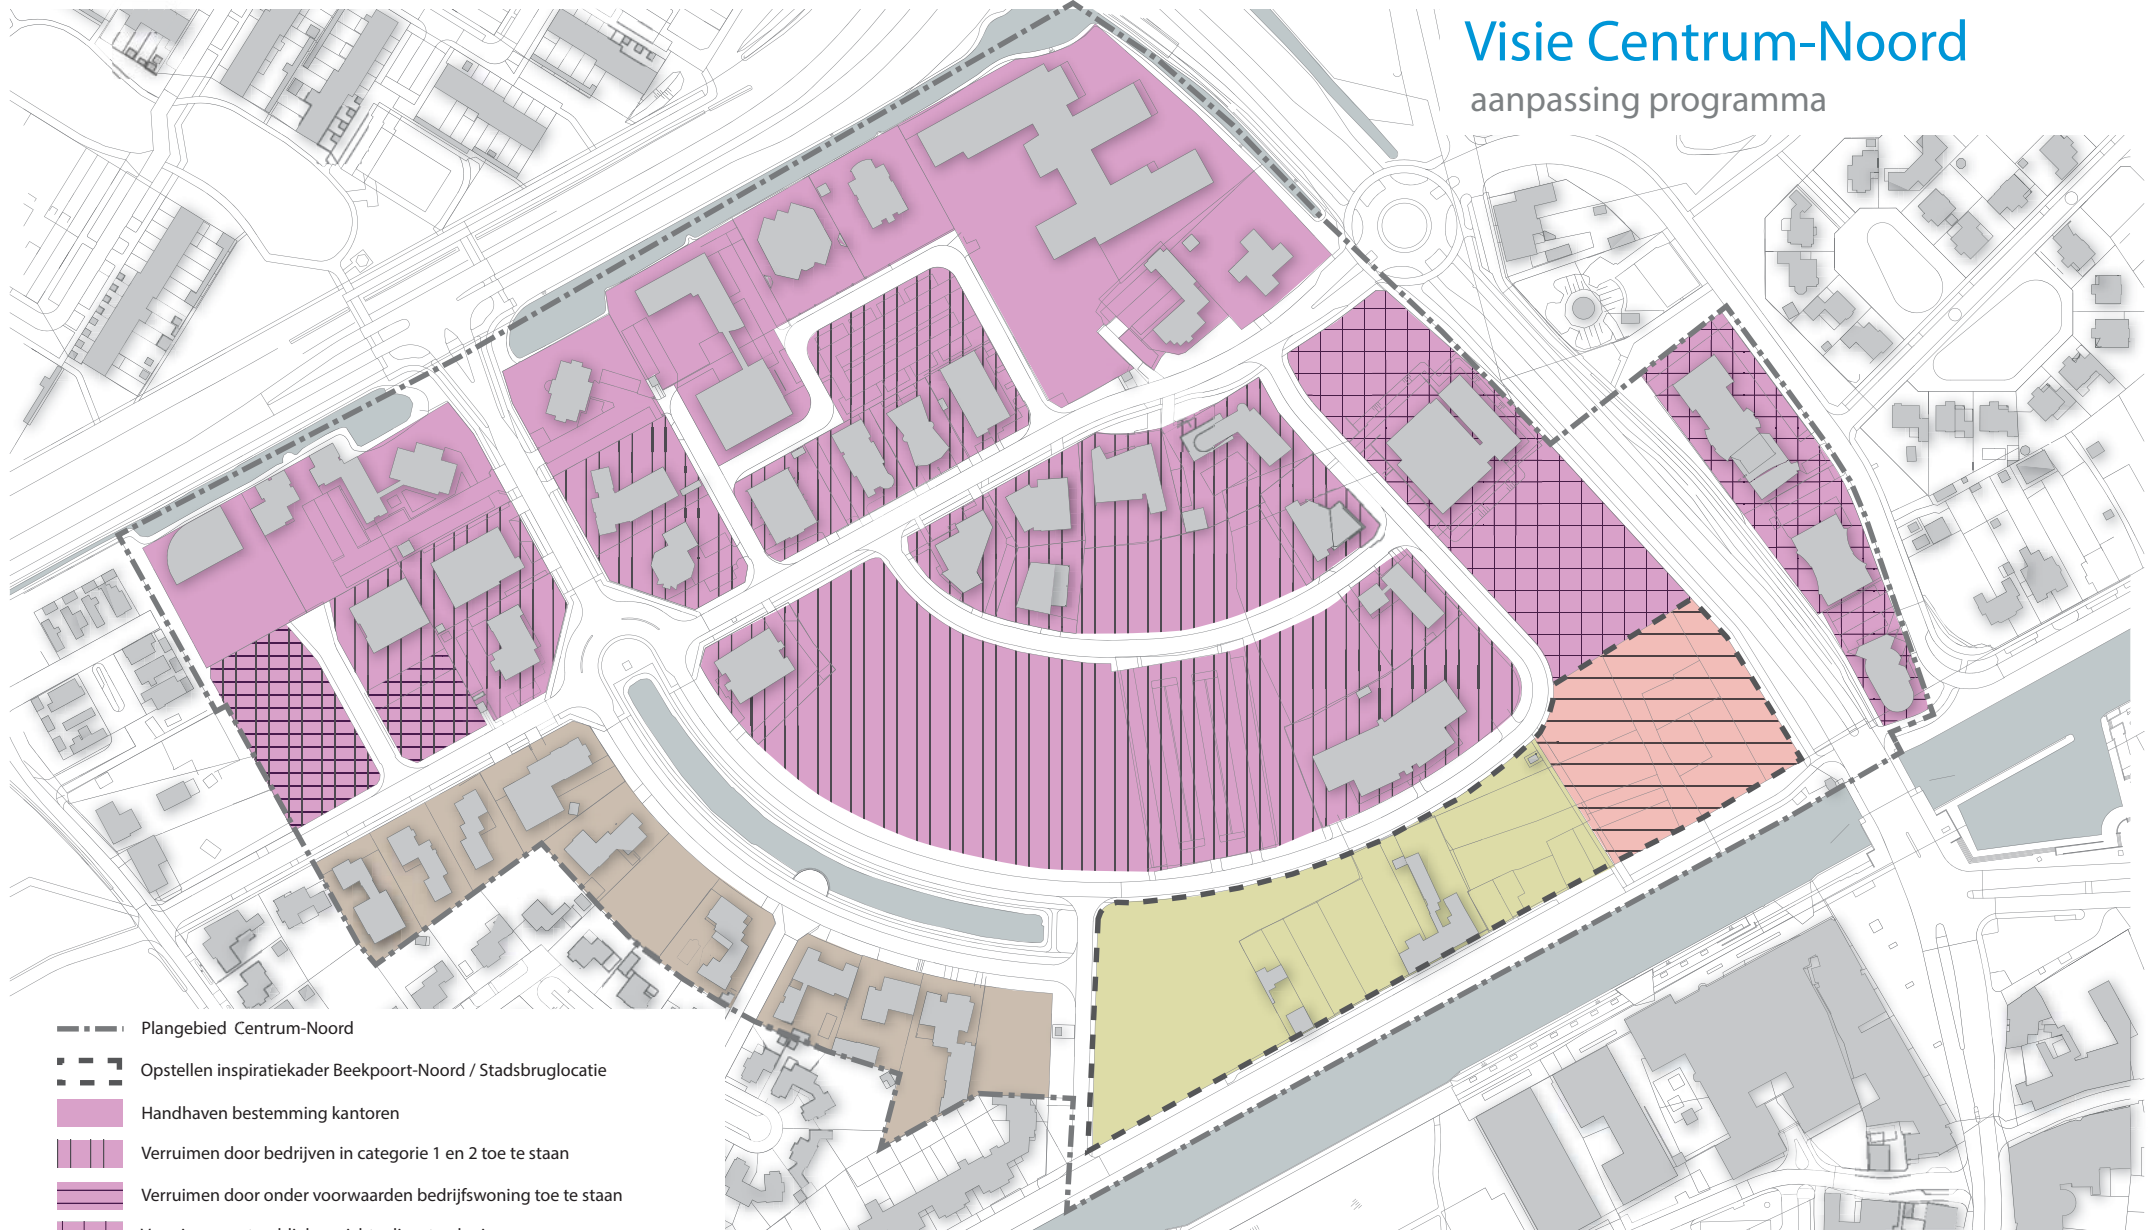 Visie Centrum-Noord
aanpassing programma
Plangebied Centrum-Noord
Opstellen inspiratiekader Beekpoort-Noord / Stadsbruglocatie
Handhaven bestemming kantoren
Verruimen door bedrijven in categorie 1 en 2 toe te staan
Verruimen door onder voorwaarden bedrijfswoning toe te staan